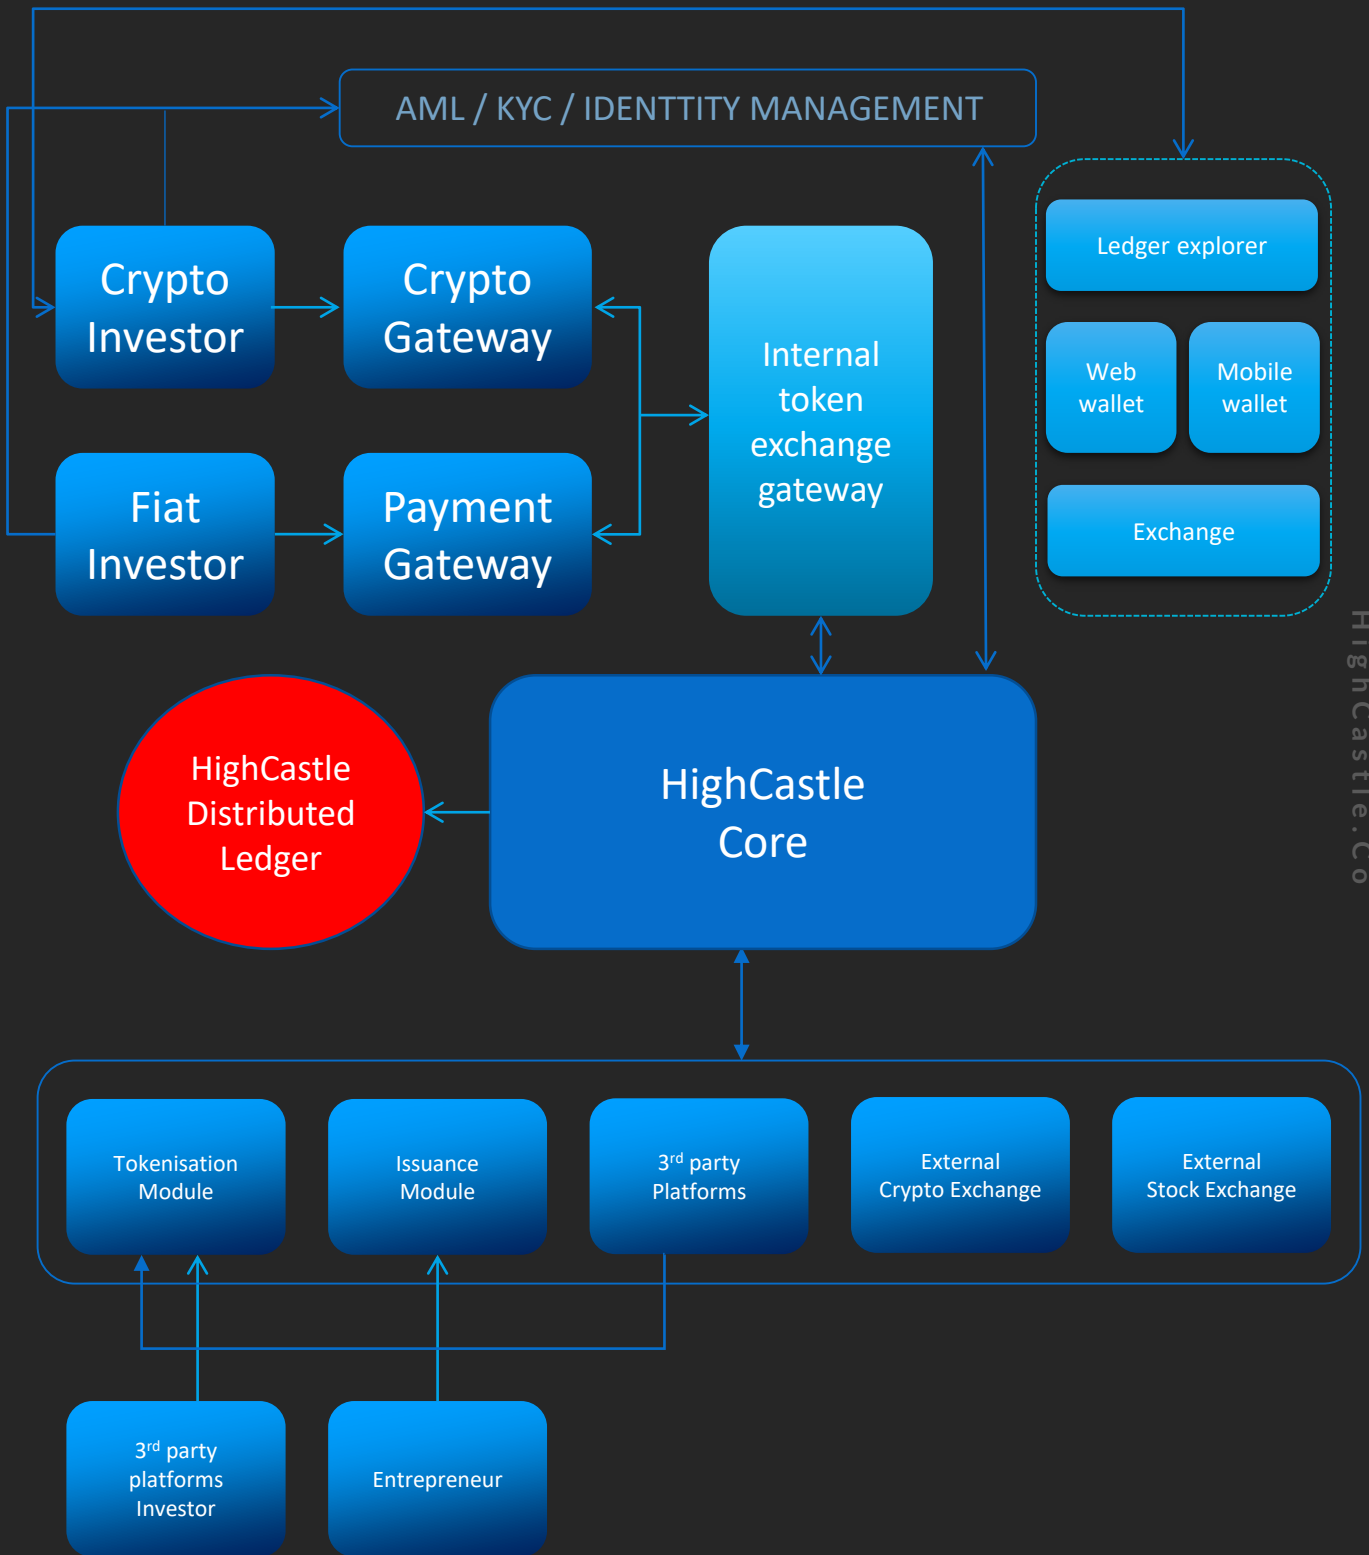 AML / KYC / IDENTTITY MANAGEMENT
Crypto
Investor
Crypto
Gateway
Internal
token
exchange
gateway
Ledger explorer
Web
wallet
Mobile
wallet
Exchange
Fiat
Investor
Payment
Gateway
HighCastle.Co
HighCastle
Distributed
Ledger
HighCastle
Core
Tokenisation
Module
Issuance
Module
3rd party
Platforms
External
Crypto Exchange
External
Stock Exchange
3rd party
platforms
Investor
Entrepreneur